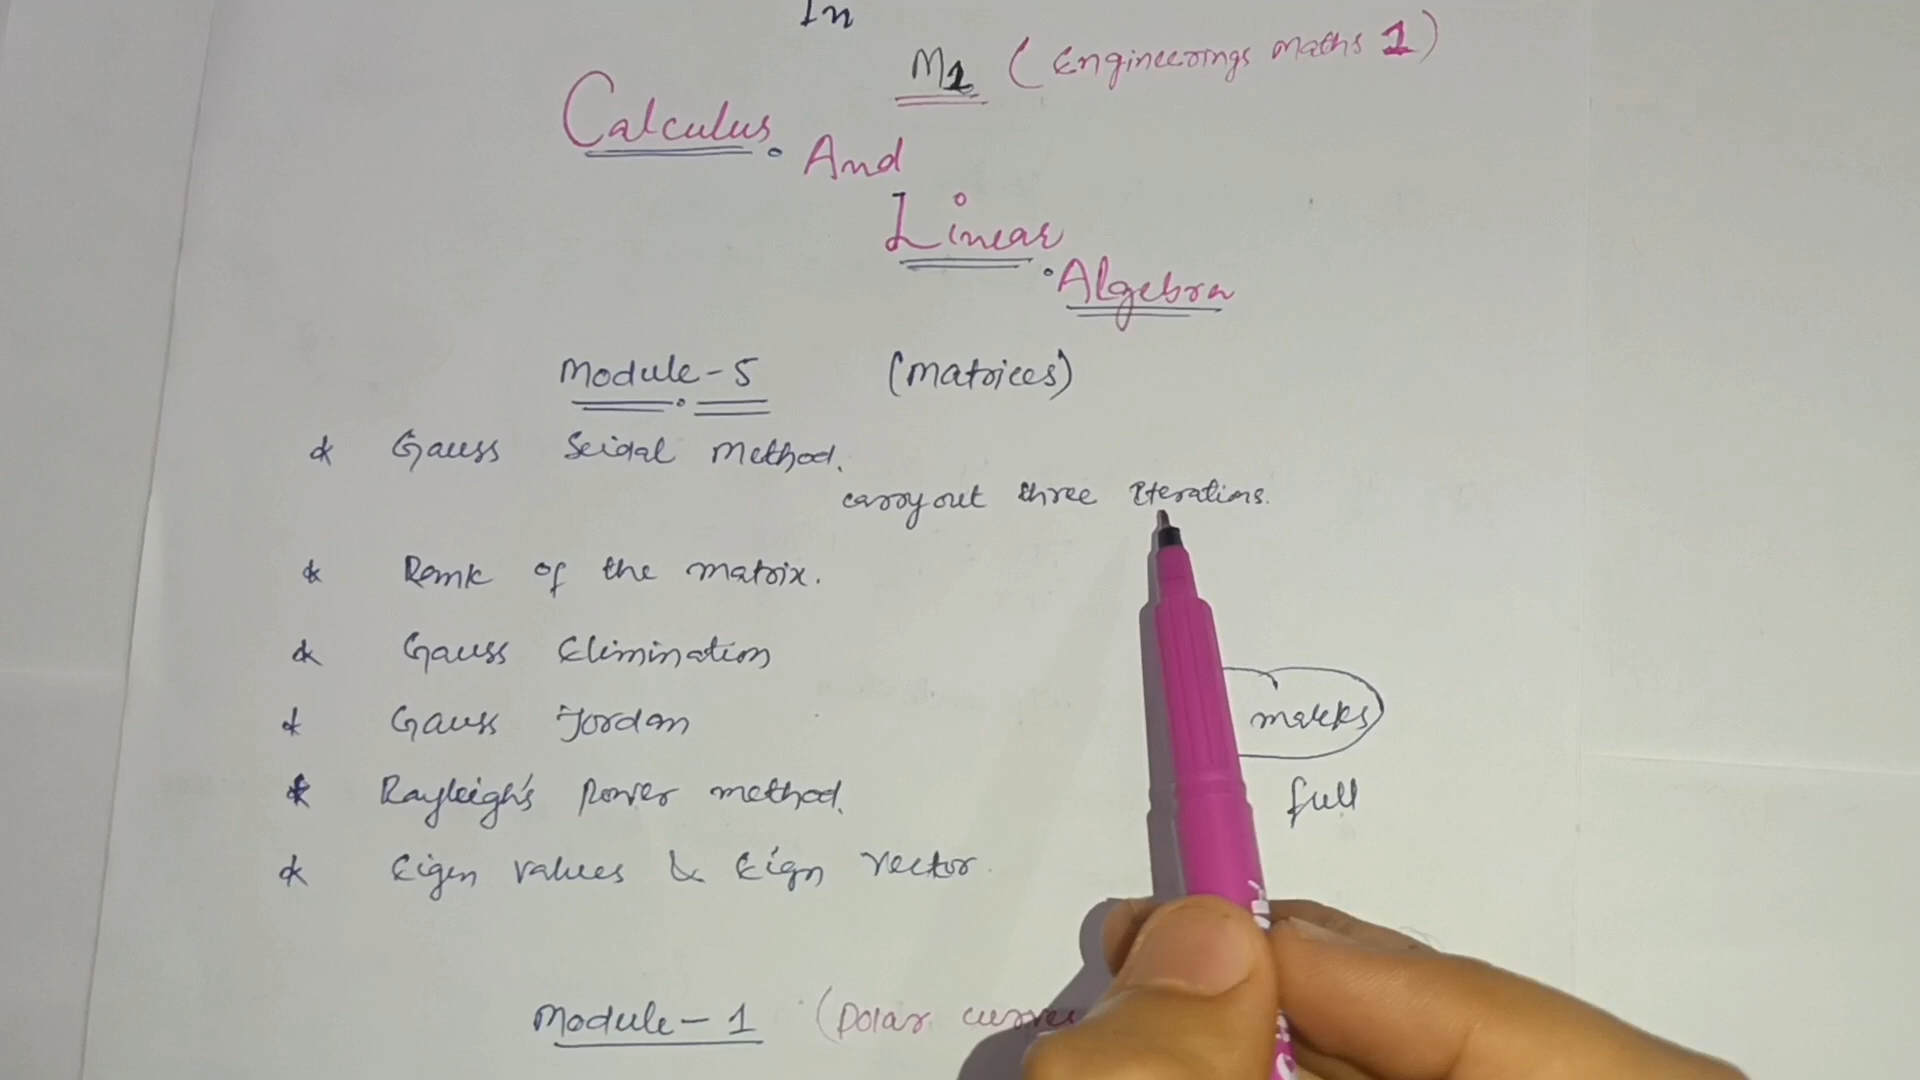 In
M1 (Engineerings Maths 1)
Calculus And
Linear
Algebra
Module-5 (Matrices)
* Gauss Seidal Method.
carry out three Iterations.
* Rank of the matrix.
* Gauss Elimination
* Gauss Jordan
marks
full
* Rayleigh's Power method.
* Eigen values & Eign vector.
Module-1 (Polar curve